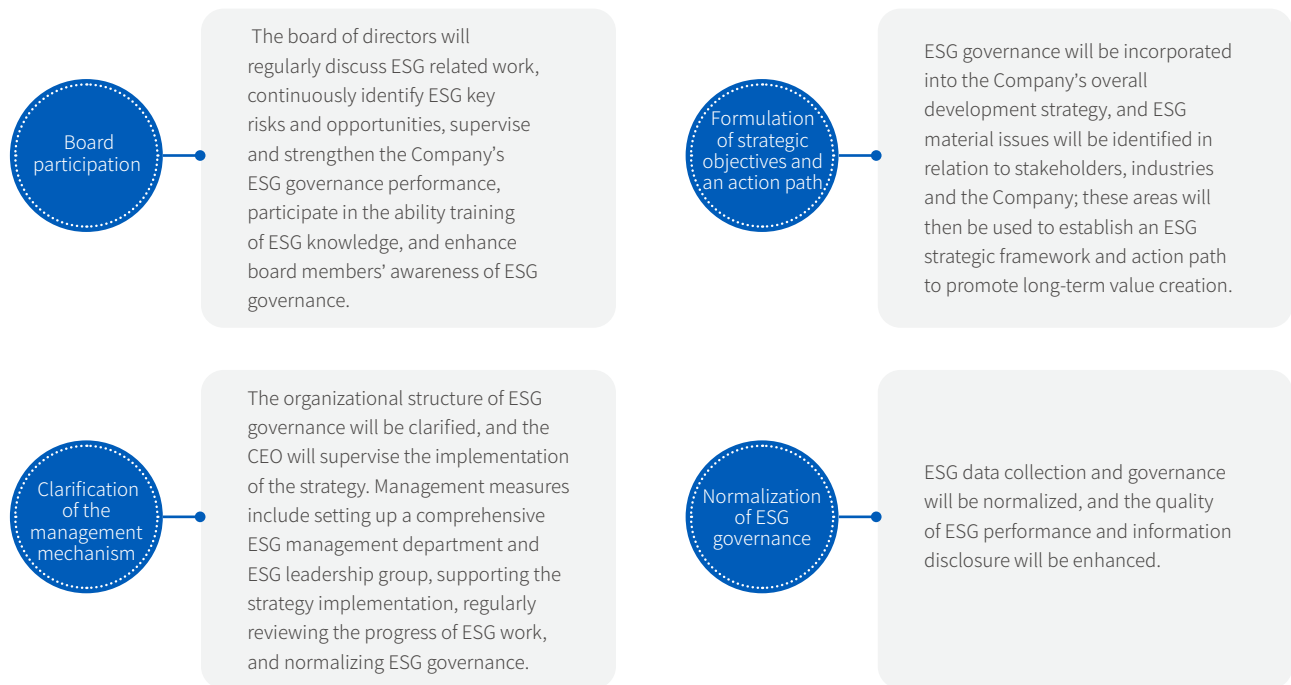 Board
participation
The board of directors will
regularly discuss ESG related work,
continuously identify ESG key
risks and opportunities, supervise
and strengthen the Company's
ESG governance performance,
participate in the ability training
of ESG knowledge, and enhance
board members' awareness of ESG
governance.
Formulation
of strategic
objectives and
an action path
ESG governance will be incorporated
into the Company's overall
development strategy, and ESG
material issues will be identified in
relation to stakeholders, industries
and the Company; these areas will
then be used to establish an ESG
strategic framework and action path
to promote long-term value creation.
Clarification
of the
management
mechanism
The organizational structure of ESG
governance will be clarified, and the
CEO will supervise the implementation
of the strategy. Management measures
include setting up a comprehensive
ESG management department and
ESG leadership group, supporting the
strategy implementation, regularly
reviewing the progress of ESG work,
and normalizing ESG governance.
Normalization
of ESG
governance
ESG data collection and governance
will be normalized, and the quality
of ESG performance and information
disclosure will be enhanced.